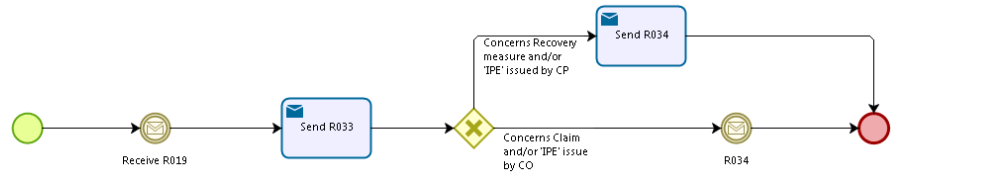 Send R034
Concerns Recovery
measure and/or
'IPE' issued by CP
Send R033
Receive R019
Concerns Claim
and/or 'IPE' issue
by CO
R034